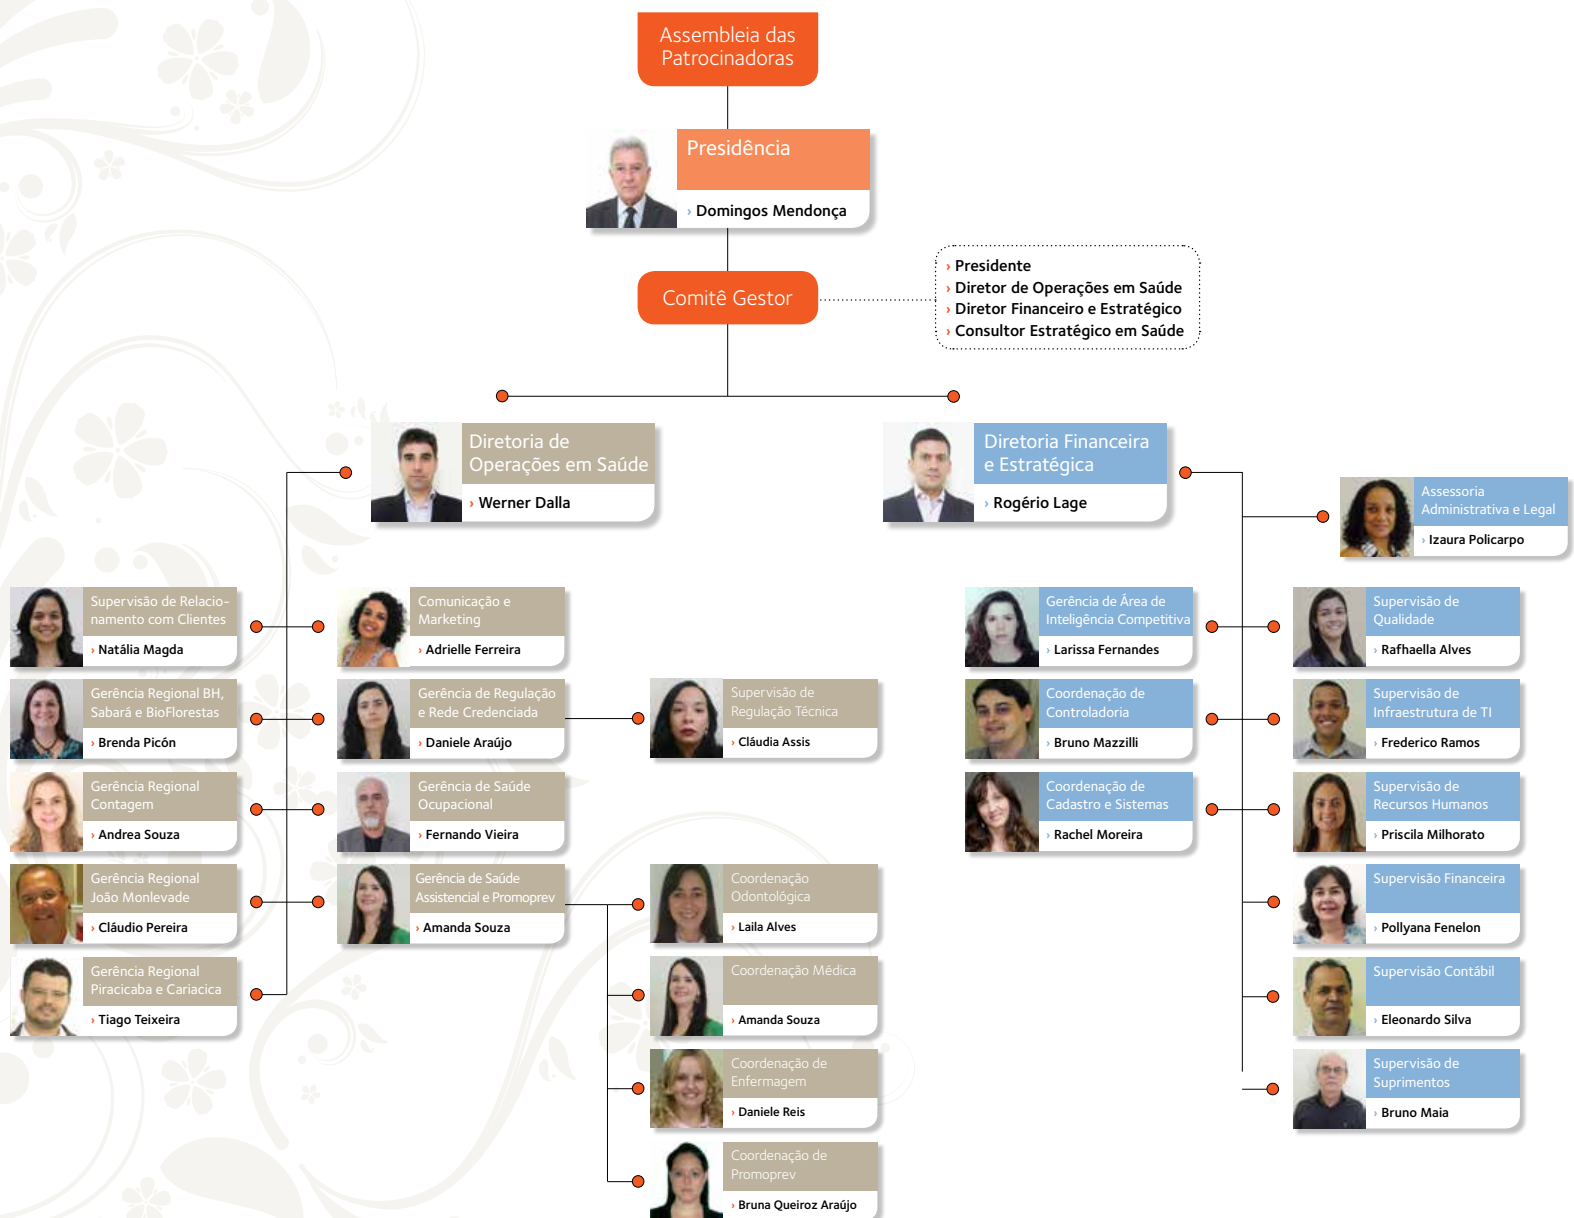 Assembleia das
Patrocinadoras
Presidência
› Domingos Mendonça
Comitê Gestor
› Presidente
› Diretor de Operações em Saúde
› Diretor Financeiro e Estratégico
› Consultor Estratégico em Saúde
Diretoria de
Operações em Saúde
› Werner Dalla
Diretoria Financeira
e Estratégica
› Rogério Lage
Assessoria
Administrativa e Legal
› Izaura Policarpo
Supervisão de Relacio-
namento com Clientes
› Natália Magda
Comunicação e
Marketing
› Adrielle Ferreira
Gerência de Área de
Inteligência Competitiva
› Larissa Fernandes
Supervisão de
Qualidade
› Rafhaella Alves
Gerência Regional BH,
Sabará e BioFlorestas
› Brenda Picón
Gerência de Regulação
e Rede Credenciada
› Daniele Araújo
Supervisão de
Regulação Técnica
› Cláudia Assis
Coordenação de
Controladoria
› Bruno Mazzilli
Supervisão de
Infraestrutura de TI
› Frederico Ramos
Gerência Regional
Contagem
› Andrea Souza
Gerência de Saúde
Ocupacional
› Fernando Vieira
Coordenação de
Cadastro e Sistemas
› Rachel Moreira
Supervisão de
Recursos Humanos
› Priscila Milhorato
Gerência Regional
João Monlevade
› Cláudio Pereira
Gerência de Saúde
Assistencial e Promoprev
› Amanda Souza
Coordenação
Odontológica
› Laila Alves
Supervisão Financeira
› Pollyana Fenelon
Gerência Regional
Piracicaba e Cariacica
› Tiago Teixeira
Coordenação Médica
› Amanda Souza
Supervisão Contábil
› Eleonardo Silva
Coordenação de
Enfermagem
› Daniele Reis
Supervisão de
Suprimentos
› Bruno Maia
Coordenação de
Promoprev
› Bruna Queiroz Araújo